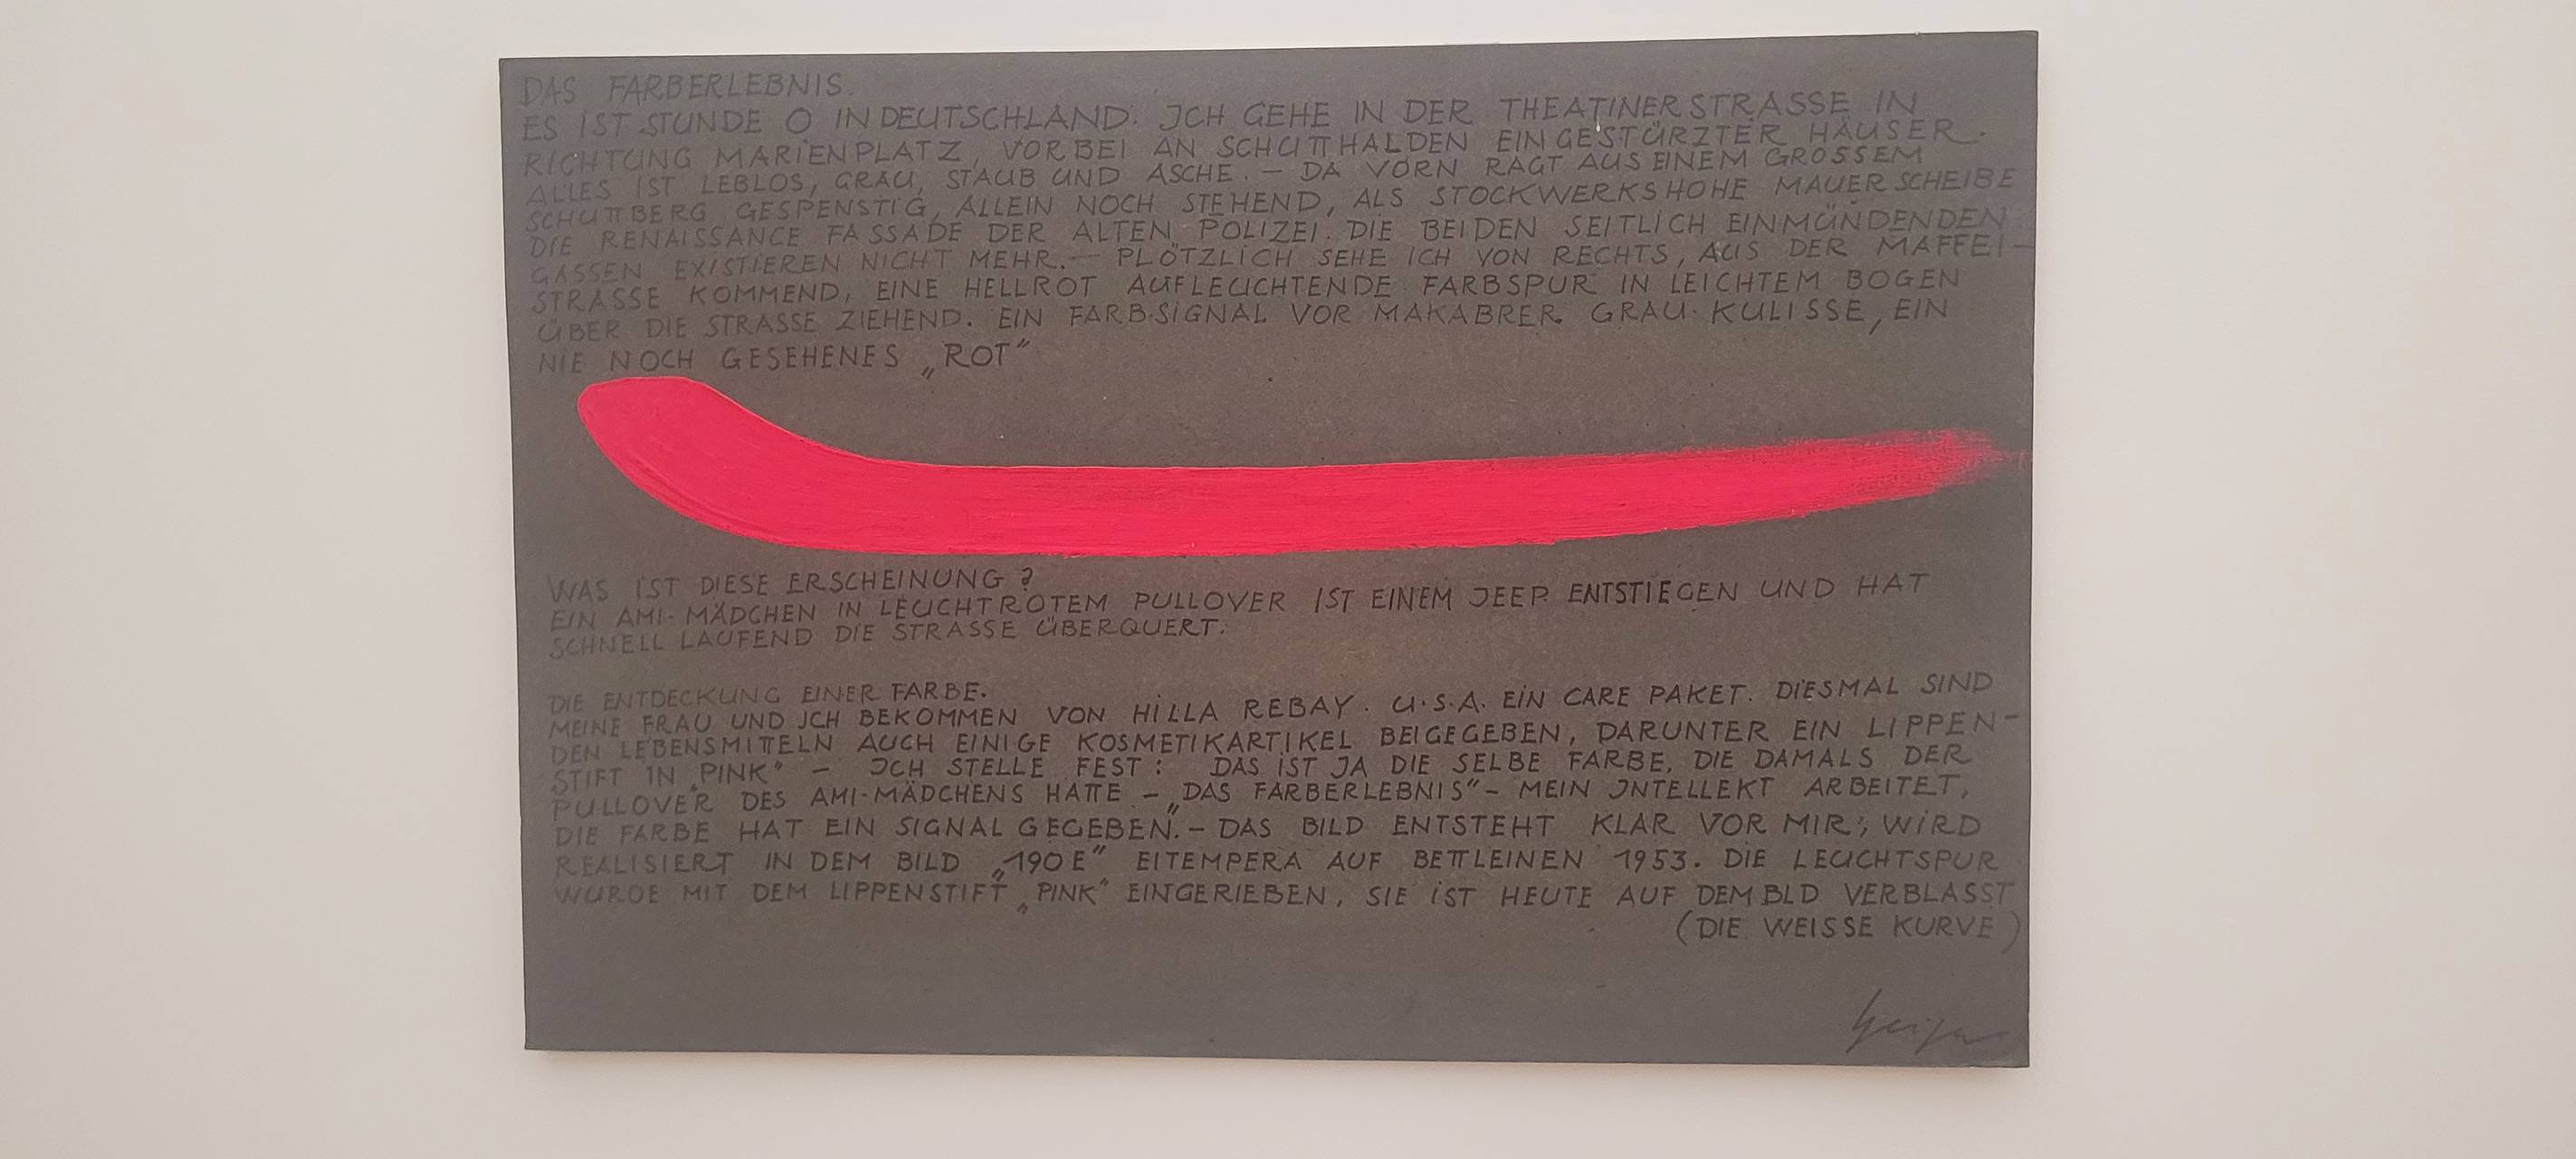 DAS FARBERLEBNIS.
ES IST STUNDE O IN DEUTSCHLAND. JCH GEHE IN DER THEATINERSTRASSE IN
RICHTUNG MARIENPLATZ, VORBEI AN SCHUTTHALDEN EINGESTÜRZTER HÄUSER.
ALLES IST LEBLOS, GRAU, STAUB UND ASCHE. – DA VORN RAGT AUS EINEM GROSSEM
SCHUTTBERG GESPENSTIG, ALLEIN NOCH STEHEND, ALS STOCKWERKSHOHE MAUERSCHEIBE
DIE RENAISSANCE FASSADE DER ALTEN POLIZEI. DIE BEIDEN SEITLICH EINMÜNDENDEN
GASSEN EXISTIEREN NICHT MEHR. – PLÖTZLICH SEHE ICH VON RECHTS, AUS DER MAFFEI–
STRASSE KOMMEND, EINE HELLROT AUFLEUCHTENDE FARBSPUR IN LEICHTEM BOGEN
ÜBER DIE STRASSE ZIEHEND. EIN FARB-SIGNAL VOR MAKABRER GRAU-KULISSE, EIN
NIE NOCH GESEHENES „ROT“
WAS IST DIESE ERSCHEINUNG?
EIN AMI-MÄDCHEN IN LEUCHTROTEM PULLOVER IST EINEM JEEP ENTSTIEGEN UND HAT
SCHNELL LAUFEND DIE STRASSE ÜBERQUERT.
DIE ENTDECKUNG EINER FARBE.
MEINE FRAU UND JCH BEKOMMEN VON HILLA REBAY. U.S.A. EIN CARE PAKET. DIESMAL SIND
DEN LEBENSMITTELN AUCH EINIGE KOSMETIKARTIKEL BEIGEGEBEN, DARUNTER EIN LIPPEN–
STIFT IN „PINK“ – JCH STELLE FEST: DAS IST JA DIE SELBE FARBE, DIE DAMALS DER
PULLOVER DES AMI-MÄDCHENS HATTE – „DAS FARBERLEBNIS“ – MEIN JNTELLEKT ARBEITET,
DIE FARBE HAT EIN SIGNAL GEGEBEN. – DAS BILD ENTSTEHT KLAR VOR MIR; WIRD
REALISIERT IN DEM BILD „190 E“ EITEMPERA AUF BETTLEINEN 1953. DIE LEUCHTSPUR
WURDE MIT DEM LIPPENSTIFT „PINK“ EINGERIEBEN, SIE IST HEUTE AUF DEM BLD VERBLASST
(DIE WEISSE KURVE)
Geiger